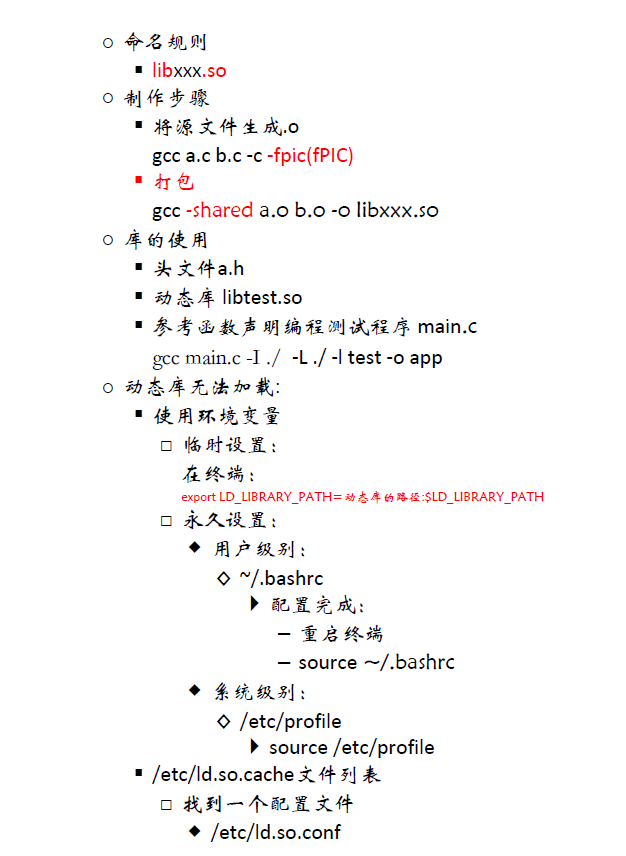 命名规则
libxxx.so
制作步骤
将源文件生成.o
gcc a.c b.c -c -fpic(fPIC)
打包
gcc -shared a.o b.o -o libxxx.so
库的使用
头文件a.h
动态库 libtest.so
参考函数声明编程测试程序 main.c
gcc main.c -I ./ -L ./ -l test -o app
动态库无法加载:
使用环境变量
临时设置：
在终端：
export LD_LIBRARY_PATH=动态库的路径:$LD_LIBRARY_PATH
永久设置：
用户级别：
~/.bashrc
配置完成：
重启终端
source ~/.bashrc
系统级别：
/etc/profile
source /etc/profile
/etc/ld.so.cache文件列表
找到一个配置文件
/etc/ld.so.conf